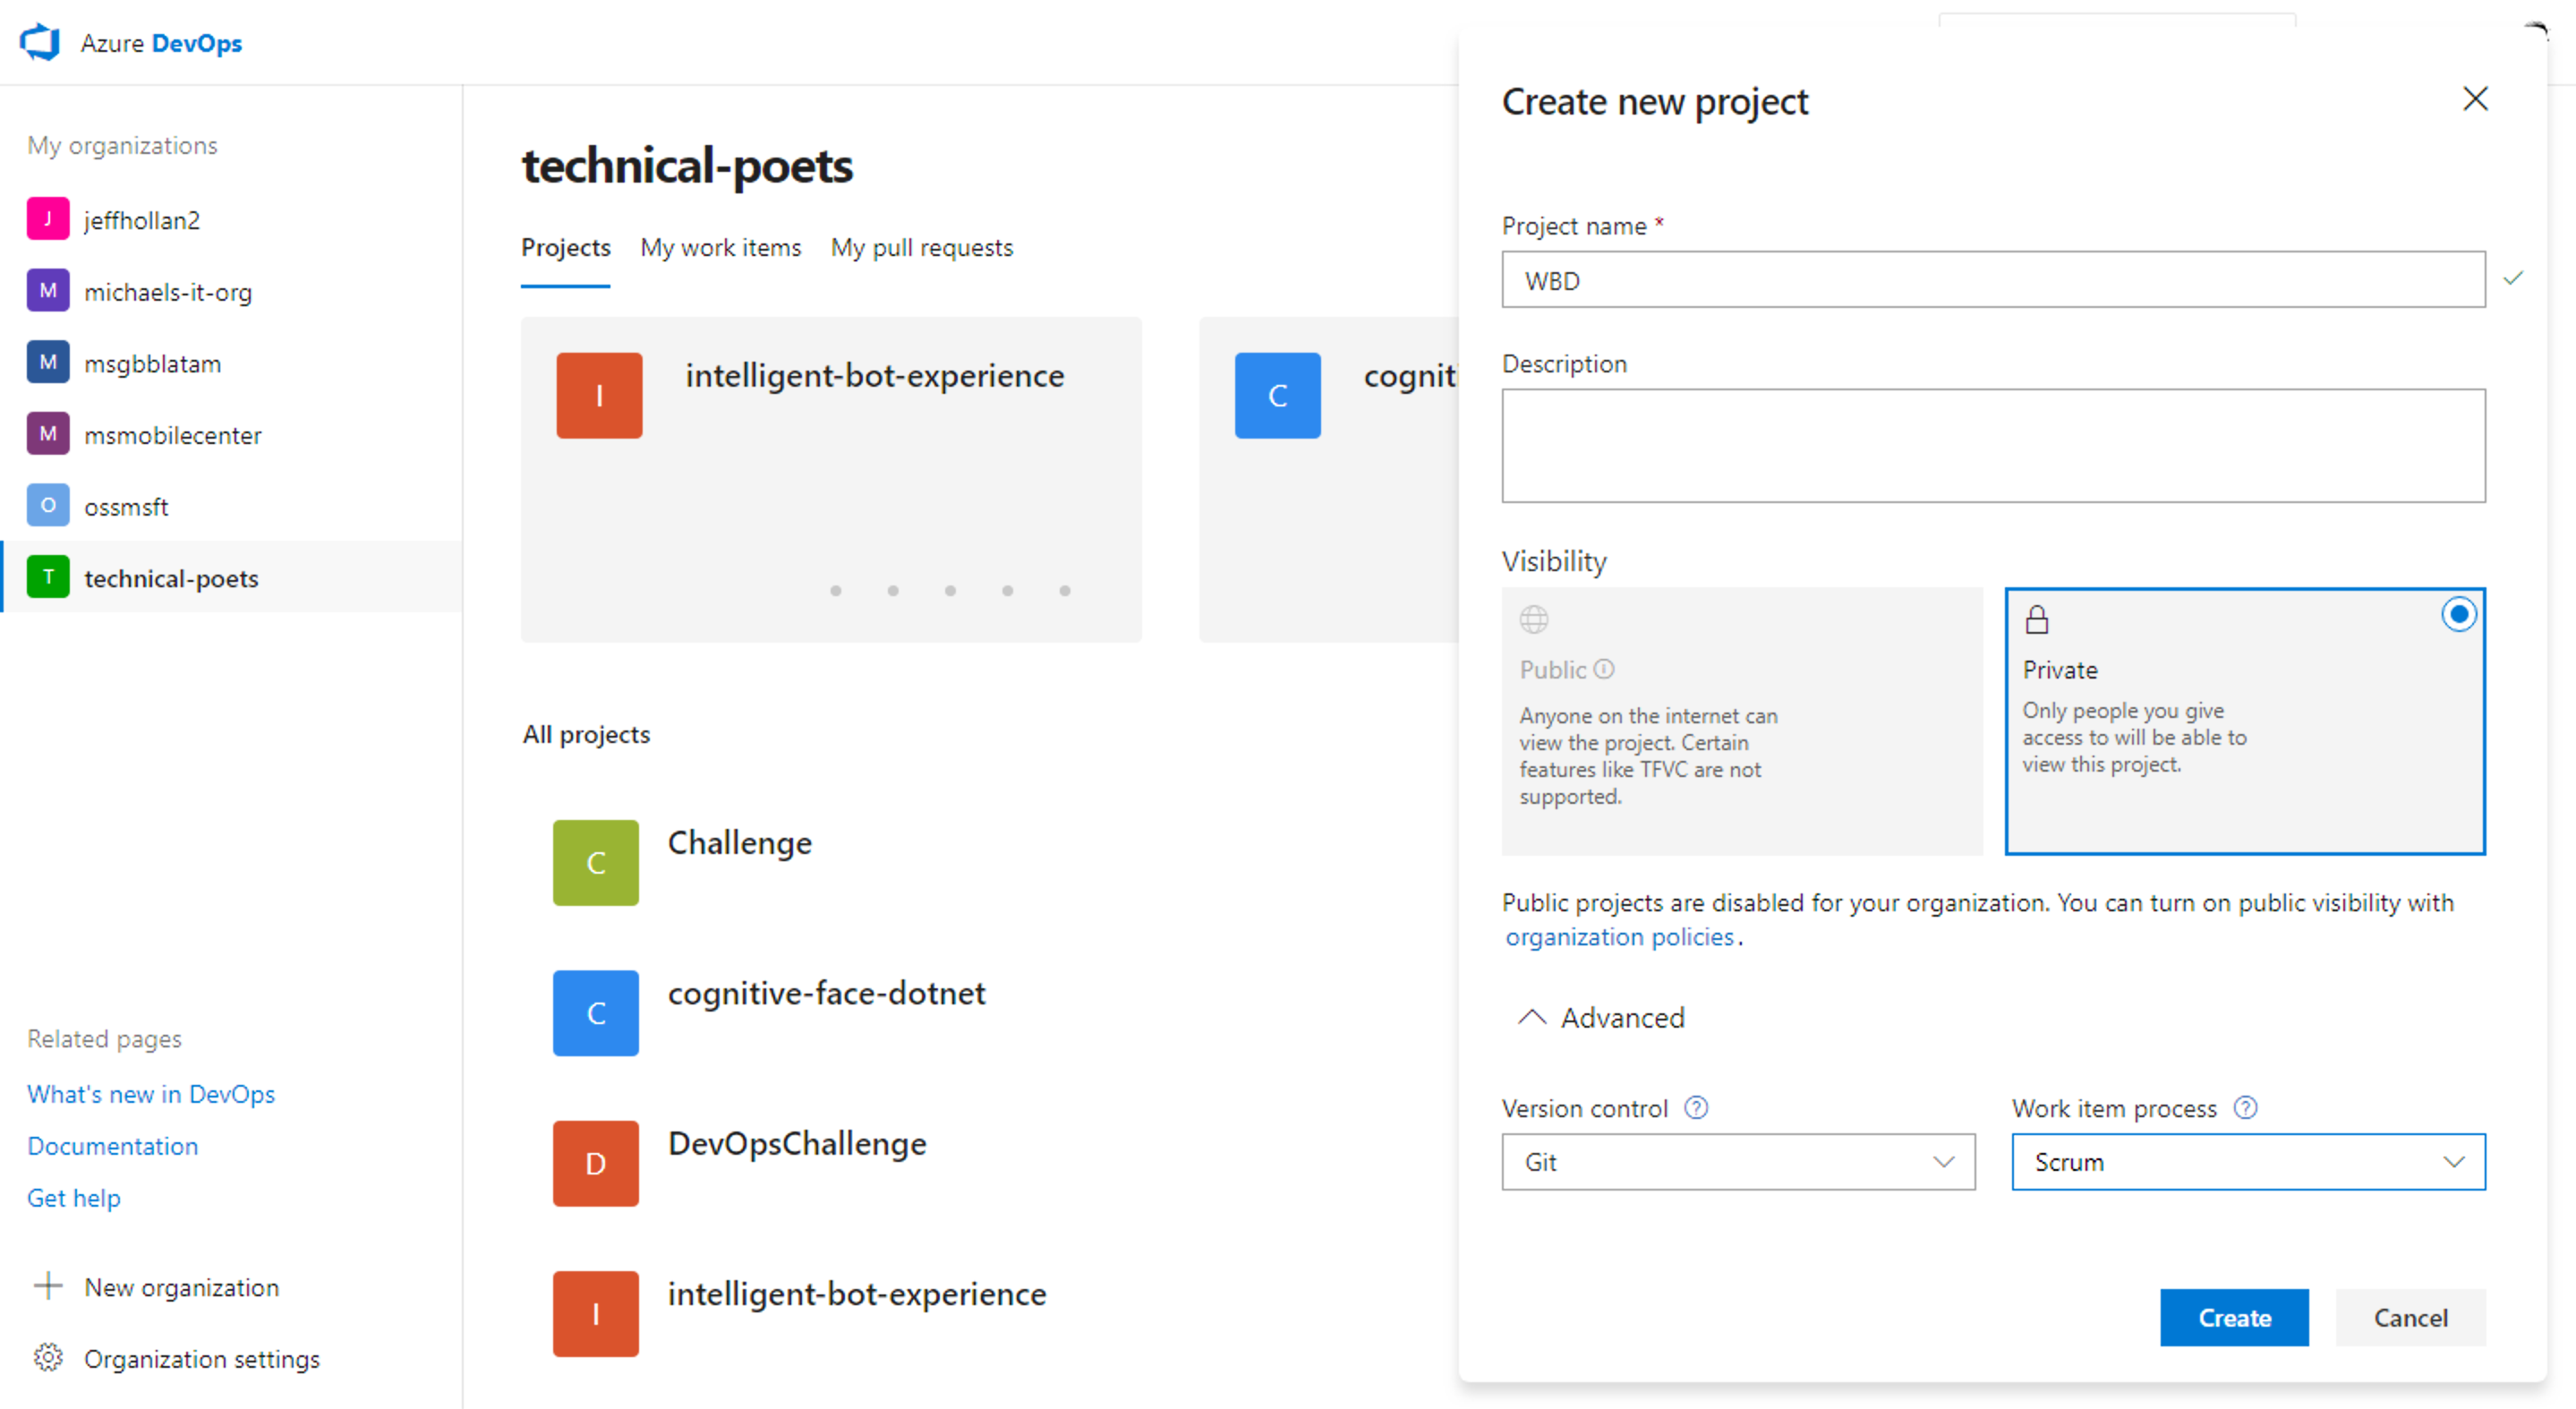 Azure DevOps
My organizations
J jeffhollan2
M michaels-it-org
M msgbblatam
M msmobilecenter
O ossmsft
T technical-poets
Related pages
What's new in DevOps
Documentation
Get help
New organization
Organization settings
technical-poets
Projects My work items My pull requests
I intelligent-bot-experience
C
All projects
C Challenge
C cognitive-face-dotnet
D DevOpsChallenge
I intelligent-bot-experience
Create new project
Project name *
WBD
Description
Visibility
Public
Anyone on the internet can
view the project. Certain
features like TFVC are not
supported.
Private
Only people you give
access to will be able to
view this project.
Public projects are disabled for your organization. You can turn on public visibility with
organization policies.
Advanced
Version control ?
Git
Work item process ?
Scrum
Create Cancel